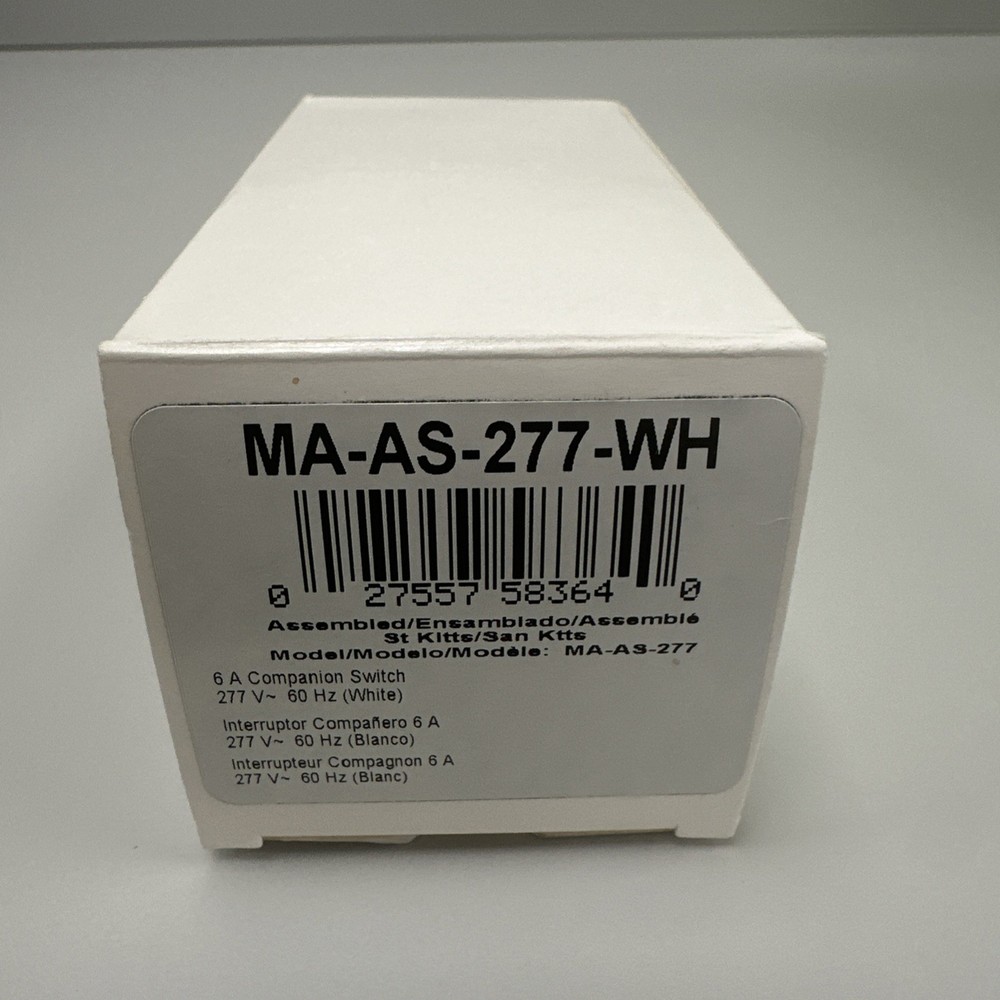 MA-AS-277-WH
0 27557 58364 0
Assembled/Ensamblado/Assemblé
St Kitts/San Ktts
Model/Modelo/Modèle: MA-AS-277
6 A Companion Switch
277 V~ 60 Hz (White)
Interruptor Compañero 6 A
277 V~ 60 Hz (Blanco)
Interrupteur Compagnon 6 A
277 V~ 60 Hz (Blanc)